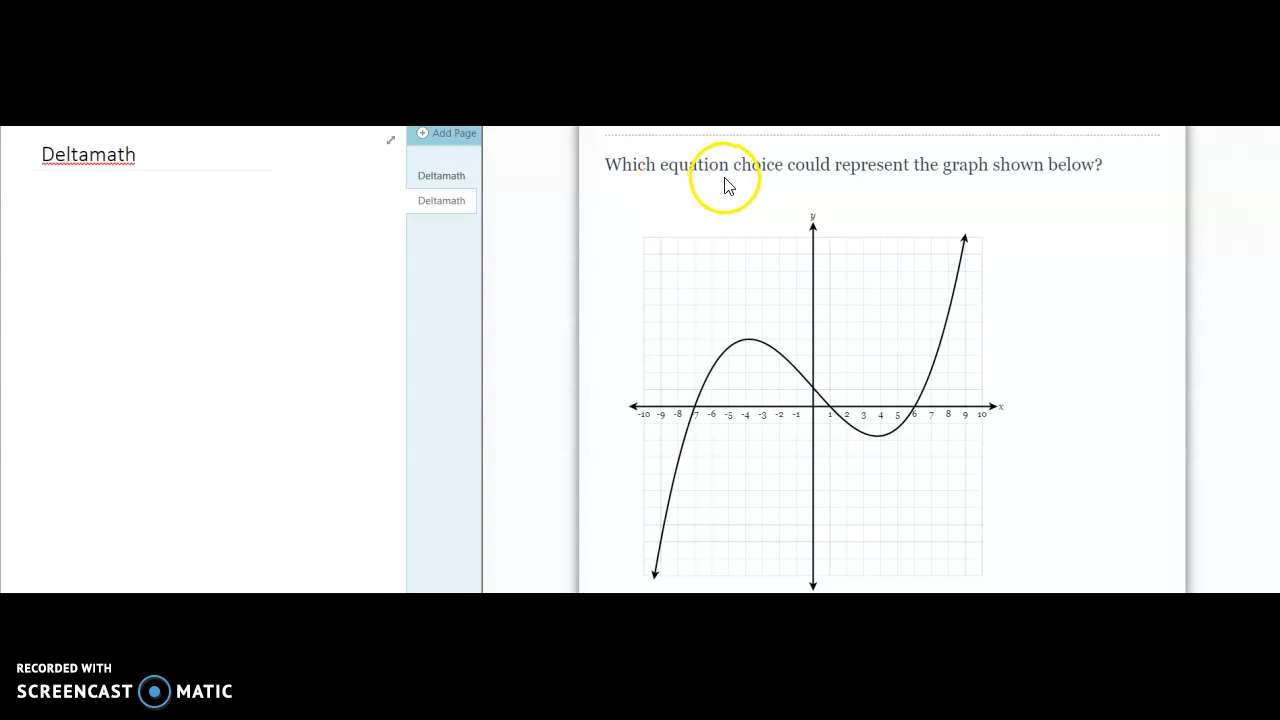 Deltamath
Add Page
Deltamath
Deltamath
Which equation choice could represent the graph shown below?
y
-10 -9 -8 -7 -6 -5 -4 -3 -2 -1 1 2 3 4 5 6 7 8 9 10 x
RECORDED WITH
SCREENCAST MATIC